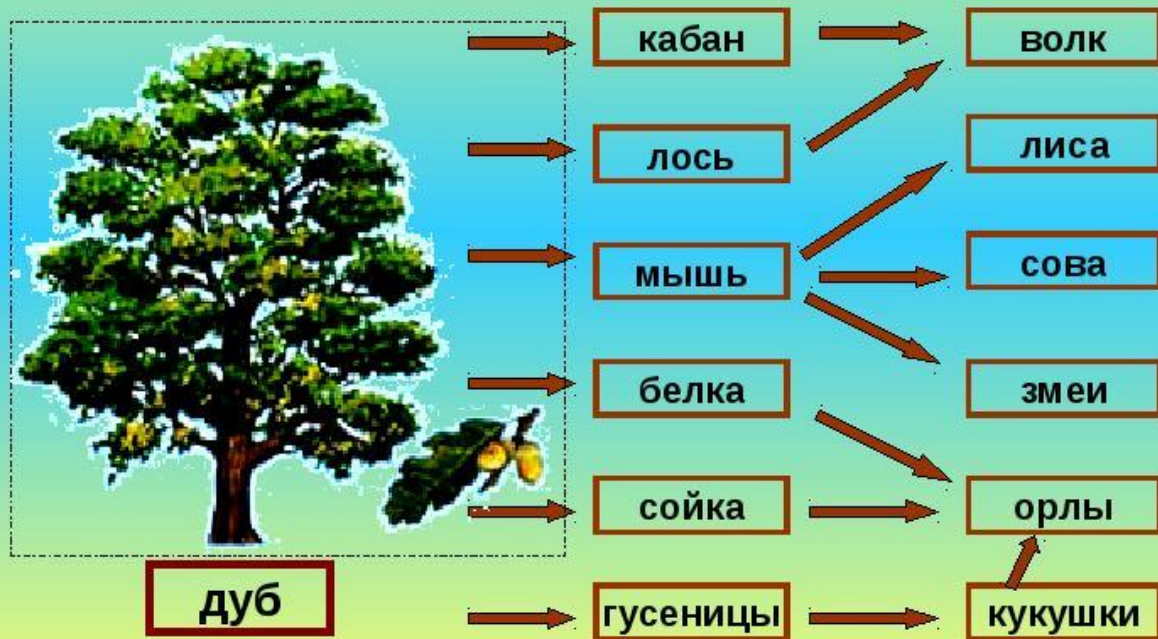 кабан
волк
лось
лиса
мышь
сова
белка
змеи
сойка
орлы
дуб
гусеницы
кукушки